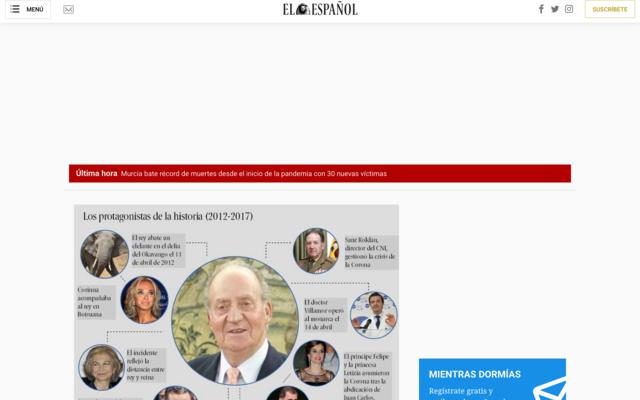 MENÚ
EL ESPAÑOL
SUSCRÍBETE
Última hora Murcia bate récord de muertes desde el inicio de la pandemia con 30 nuevas víctimas
Los protagonistas de la historia (2012-2017)
El rey abate un
elefante en el delta
del Okavango el 11
de abril de 2012
Sanz Roldán,
director del CNI,
gestionó la crisis de
la Corona
Corinna
acompañaba
al rey en
Botsuana
El doctor
Villamor operó
al monarca el
14 de abril
El incidente
reflejó la
distancia entre
rey y reina
El príncipe Felipe
y la princesa
Letizia asumieron
la Corona tras la
abdicación de
Juan Carlos.
MIENTRAS DORMÍAS
Regístrate gratis y